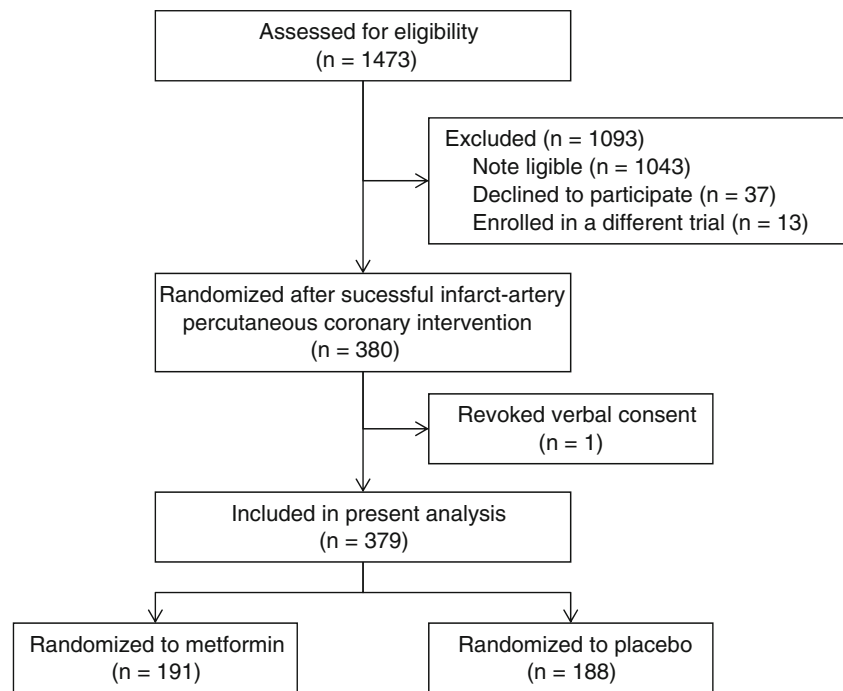 Assessed for eligibility
(n = 1473)
Excluded (n = 1093)
Note ligible (n = 1043)
Declined to participate (n = 37)
Enrolled in a different trial (n = 13)
Randomized after sucessful infarct-artery
percutaneous coronary intervention
(n = 380)
Revoked verbal consent
(n = 1)
Included in present analysis
(n = 379)
Randomized to metformin
(n = 191)
Randomized to placebo
(n = 188)